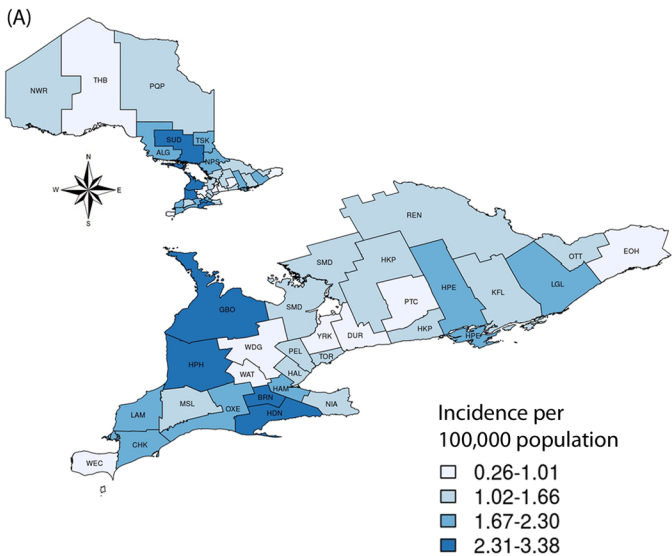 (A)
NWR
THB
PQP
SUD
TSK
ALG
NPS
N
W
E
S
REN
SMD
HKP
OTT
EOH
GBO
SMD
PTC
HPE
KFL
LGL
YRK
DUR
HKP
HPE
WDG
PEL
TOR
HPH
WAT
HAL
HAM
BRN
LAM
MSL
OXE
HDN
NIA
CHK
WEC
Incidence per
100,000 population
0.26-1.01
1.02-1.66
1.67-2.30
2.31-3.38